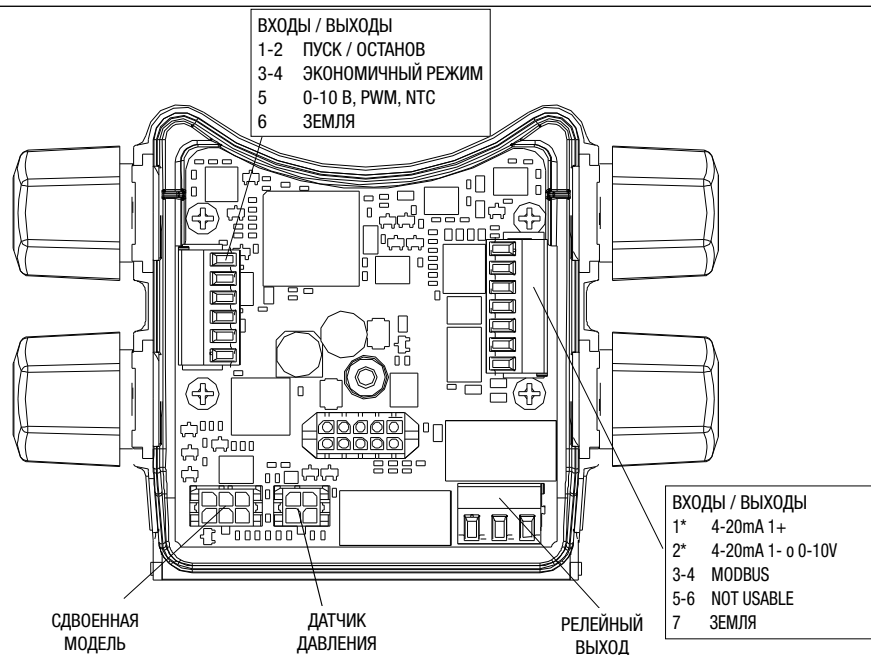 ВХОДЫ / ВЫХОДЫ
1-2 ПУСК / ОСТАНОВ
3-4 ЭКОНОМИЧНЫЙ РЕЖИМ
5 0-10 В, PWM, NTC
6 ЗЕМЛЯ
ВХОДЫ / ВЫХОДЫ
1* 4-20mA 1+
2* 4-20mA 1- o 0-10V
3-4 MODBUS
5-6 NOT USABLE
7 ЗЕМЛЯ
СДВОЕННАЯ
МОДЕЛЬ
ДАТЧИК
ДАВЛЕНИЯ
РЕЛЕЙНЫЙ
ВЫХОД